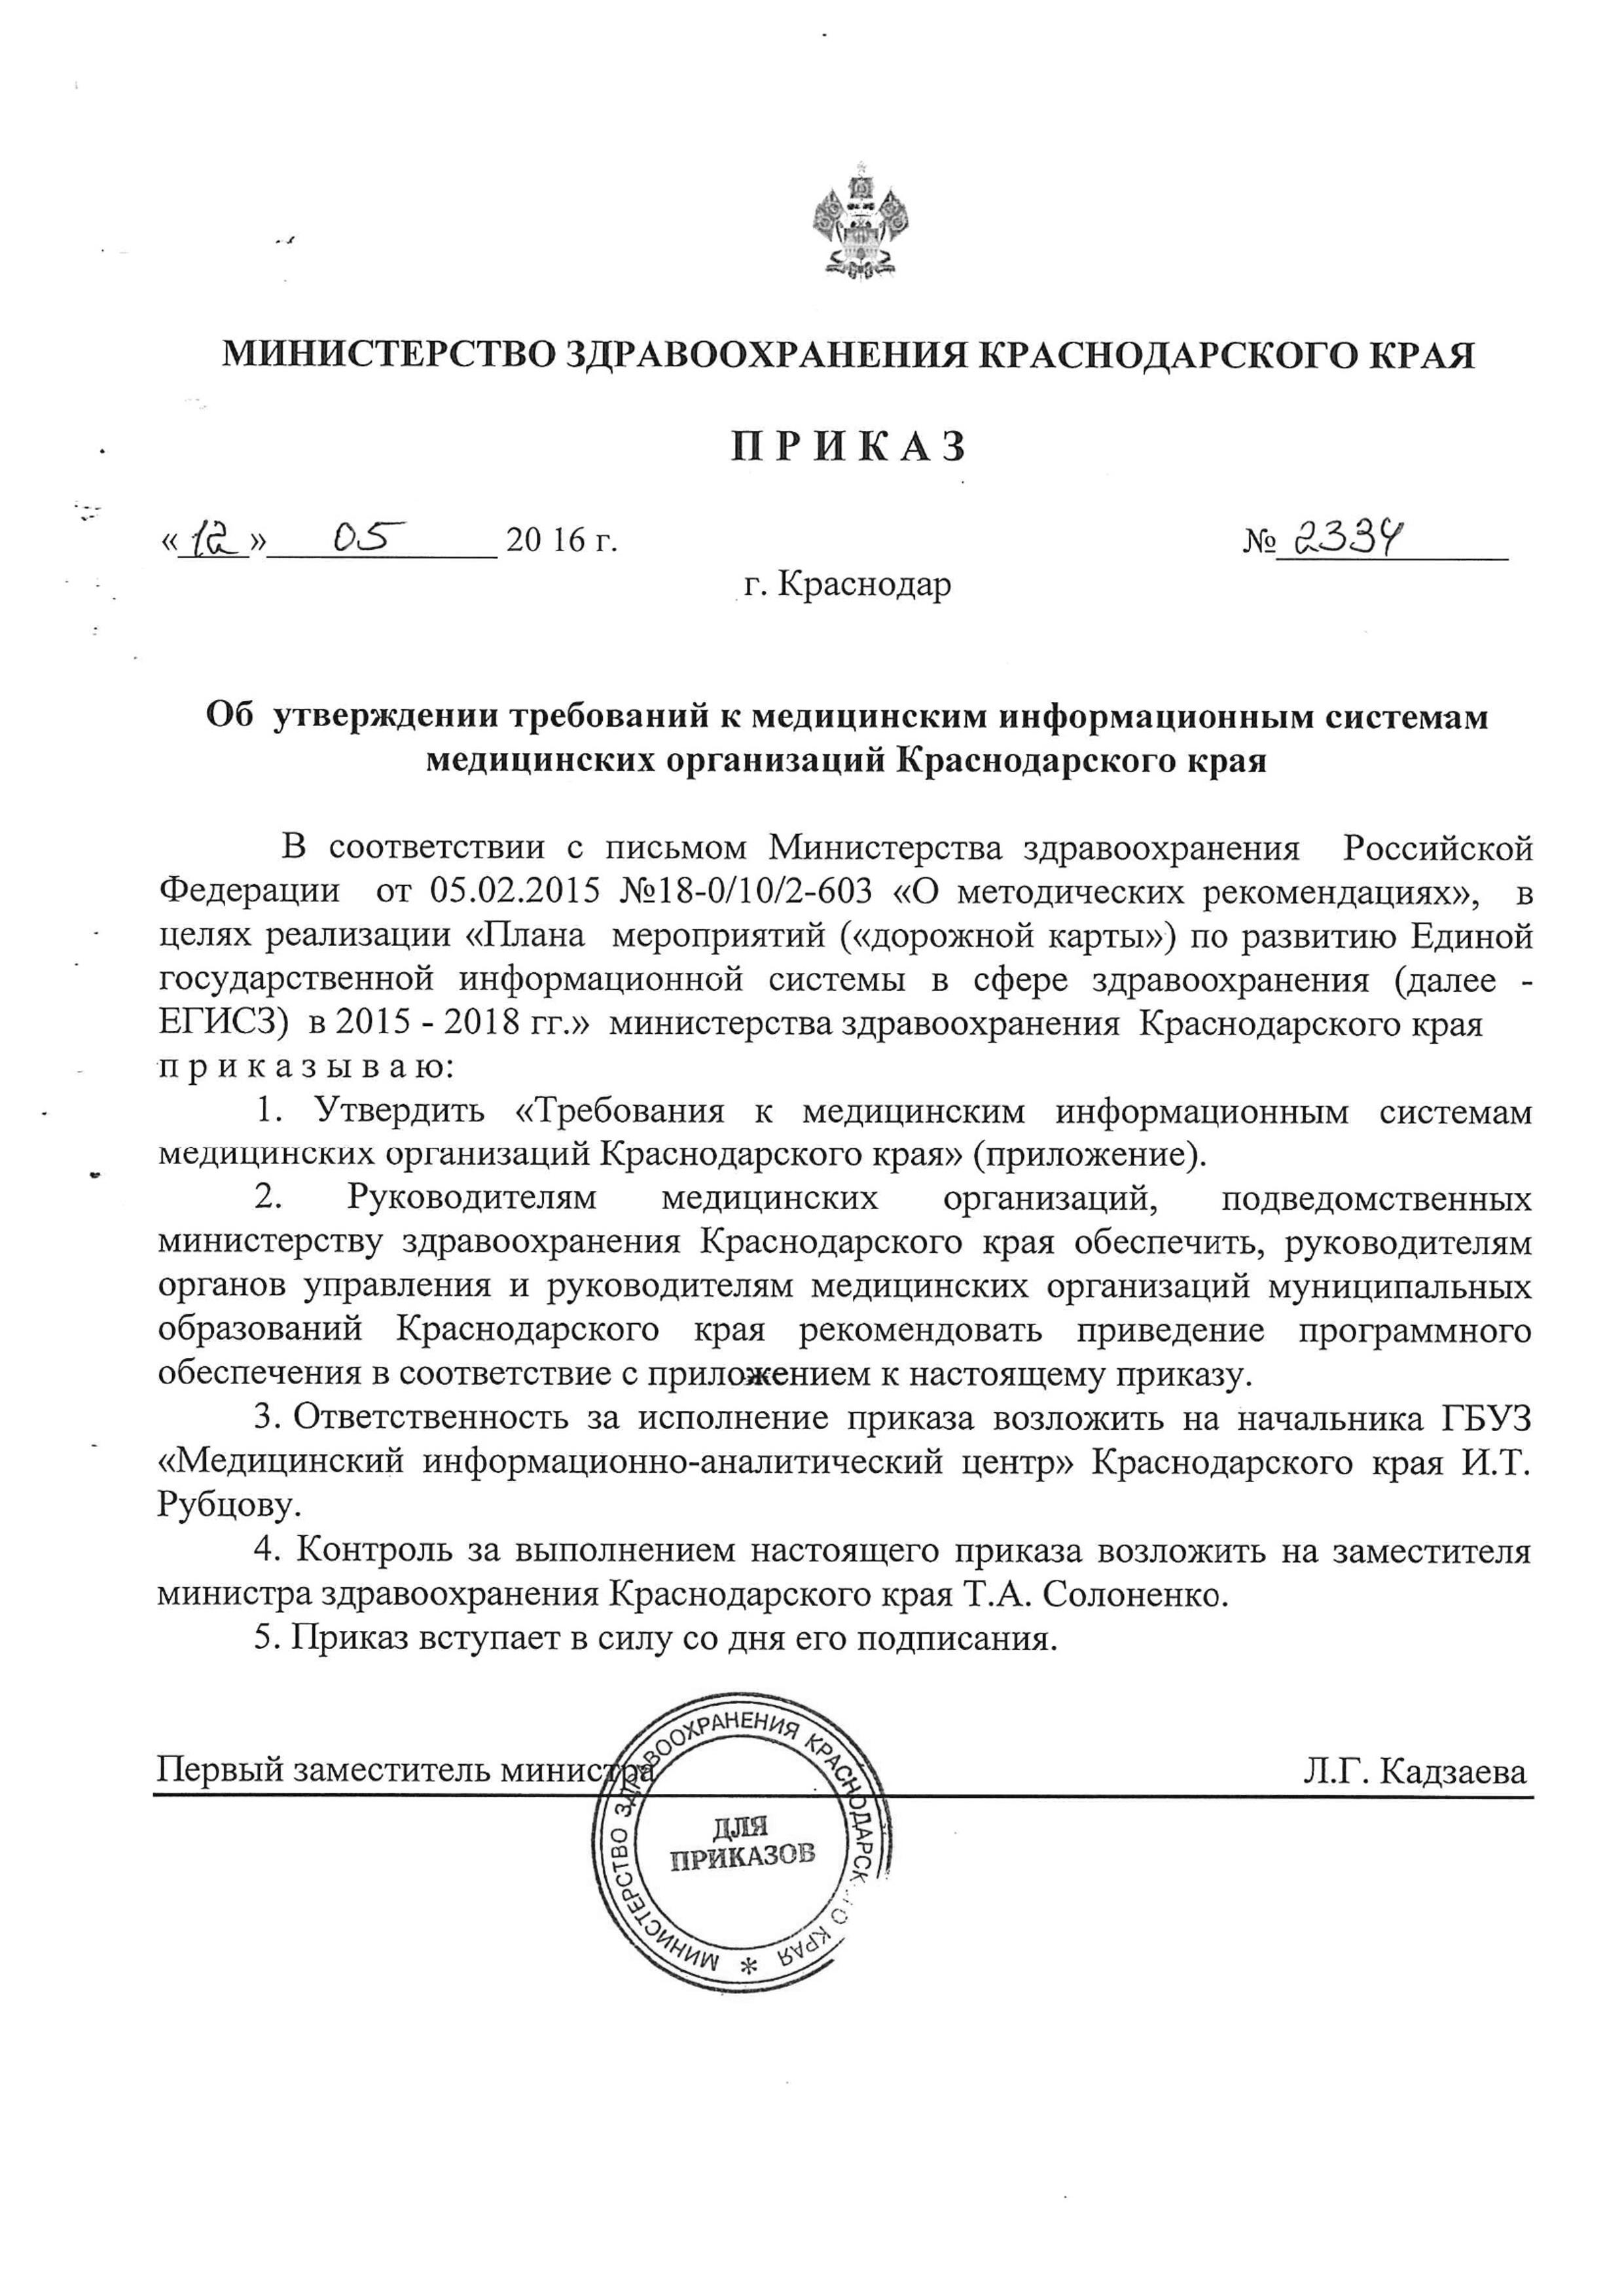 МИНИСТЕРСТВО ЗДРАВООХРАНЕНИЯ КРАСНОДАРСКОГО КРАЯ
П Р И К А З
«12» 05 20 16 г. № 2334
г. Краснодар
Об утверждении требований к медицинским информационным системам
медицинских организаций Краснодарского края
В соответствии с письмом Министерства здравоохранения Российской
Федерации от 05.02.2015 №18-0/10/2-603 «О методических рекомендациях», в
целях реализации «Плана мероприятий («дорожной карты») по развитию Единой
государственной информационной системы в сфере здравоохранения (далее -
ЕГИСЗ) в 2015 - 2018 гг.» министерства здравоохранения Краснодарского края
п р и к а з ы в а ю:
1. Утвердить «Требования к медицинским информационным системам
медицинских организаций Краснодарского края» (приложение).
2. Руководителям медицинских организаций, подведомственных
министерству здравоохранения Краснодарского края обеспечить, руководителям
органов управления и руководителям медицинских организаций муниципальных
образований Краснодарского края рекомендовать приведение программного
обеспечения в соответствие с приложением к настоящему приказу.
3. Ответственность за исполнение приказа возложить на начальника ГБУЗ
«Медицинский информационно-аналитический центр» Краснодарского края И.Т.
Рубцову.
4. Контроль за выполнением настоящего приказа возложить на заместителя
министра здравоохранения Краснодарского края Т.А. Солоненко.
5. Приказ вступает в силу со дня его подписания.
Первый заместитель министра Л.Г. Кадзаева
МИНИСТЕРСТВО ЗДРАВООХРАНЕНИЯ КРАСНОДАРСКОГО КРАЯ *
ДЛЯ
ПРИКАЗОВ